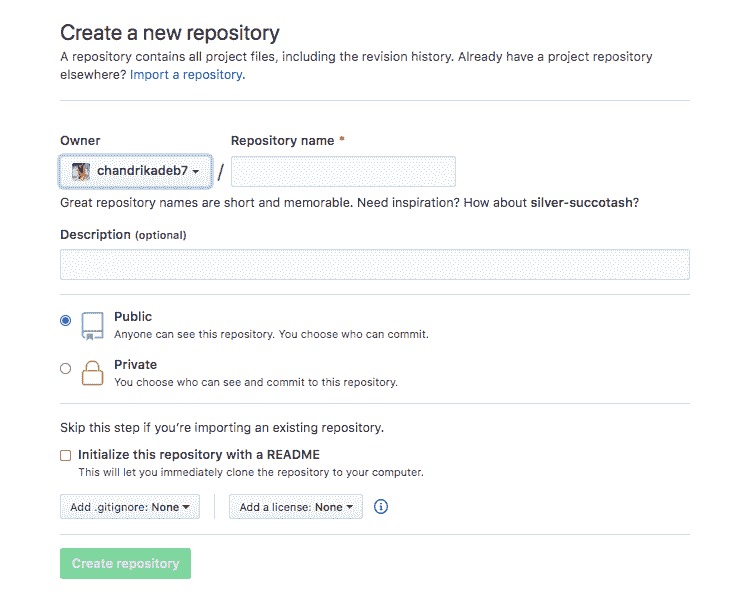 Create a new repository
A repository contains all project files, including the revision history. Already have a project repository
elsewhere? Import a repository.
Owner
Repository name *
chandrikadeb7
/
Great repository names are short and memorable. Need inspiration? How about silver-succotash?
Description (optional)
Public
Anyone can see this repository. You choose who can commit.
Private
You choose who can see and commit to this repository.
Skip this step if you’re importing an existing repository.
Initialize this repository with a README
This will let you immediately clone the repository to your computer.
Add .gitignore: None
Add a license: None
Create repository